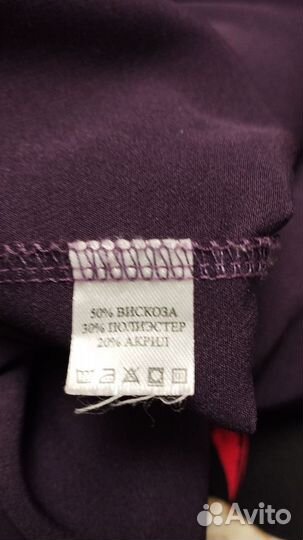 50% ВИСКОЗА
30% ПОЛИЭСТЕР
20% АКРИЛ
Avito